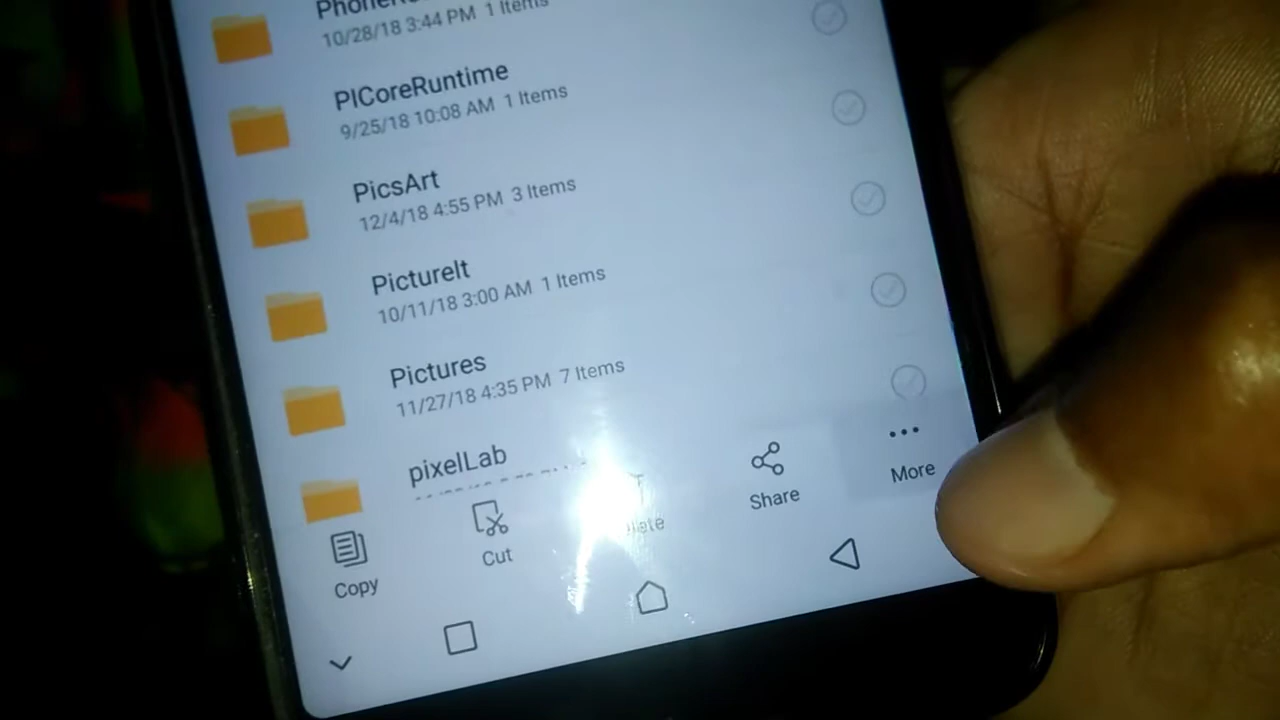 10/28/18 3:44 PM 1 Items
PICoreRuntime
9/25/18 10:08 AM 1 Items
PicsArt
12/4/18 4:55 PM 3 Items
PictureIt
10/11/18 3:00 AM 1 Items
Pictures
11/27/18 4:35 PM 7 Items
pixelLab
Copy
Cut
Share
More